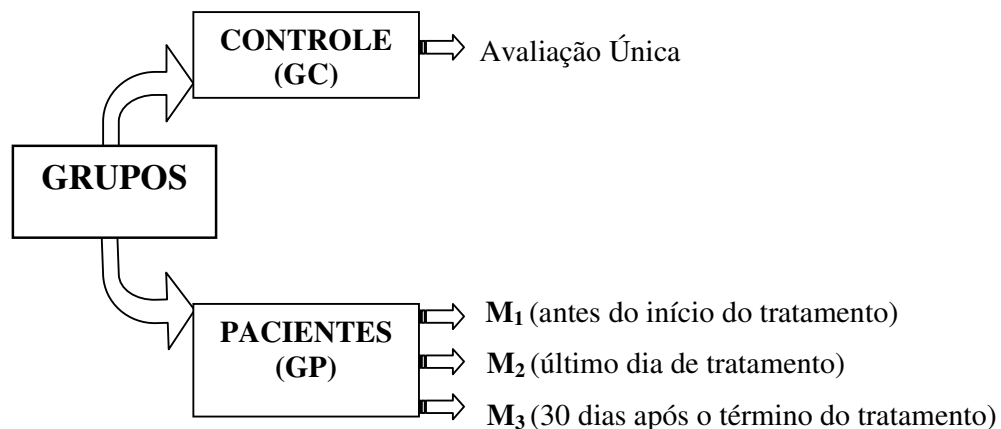 CONTROLE
(GC)
Avaliação Única
GRUPOS
PACIENTES
(GP)
M₁ (antes do início do tratamento)
M₂ (último dia de tratamento)
M₃ (30 dias após o término do tratamento)